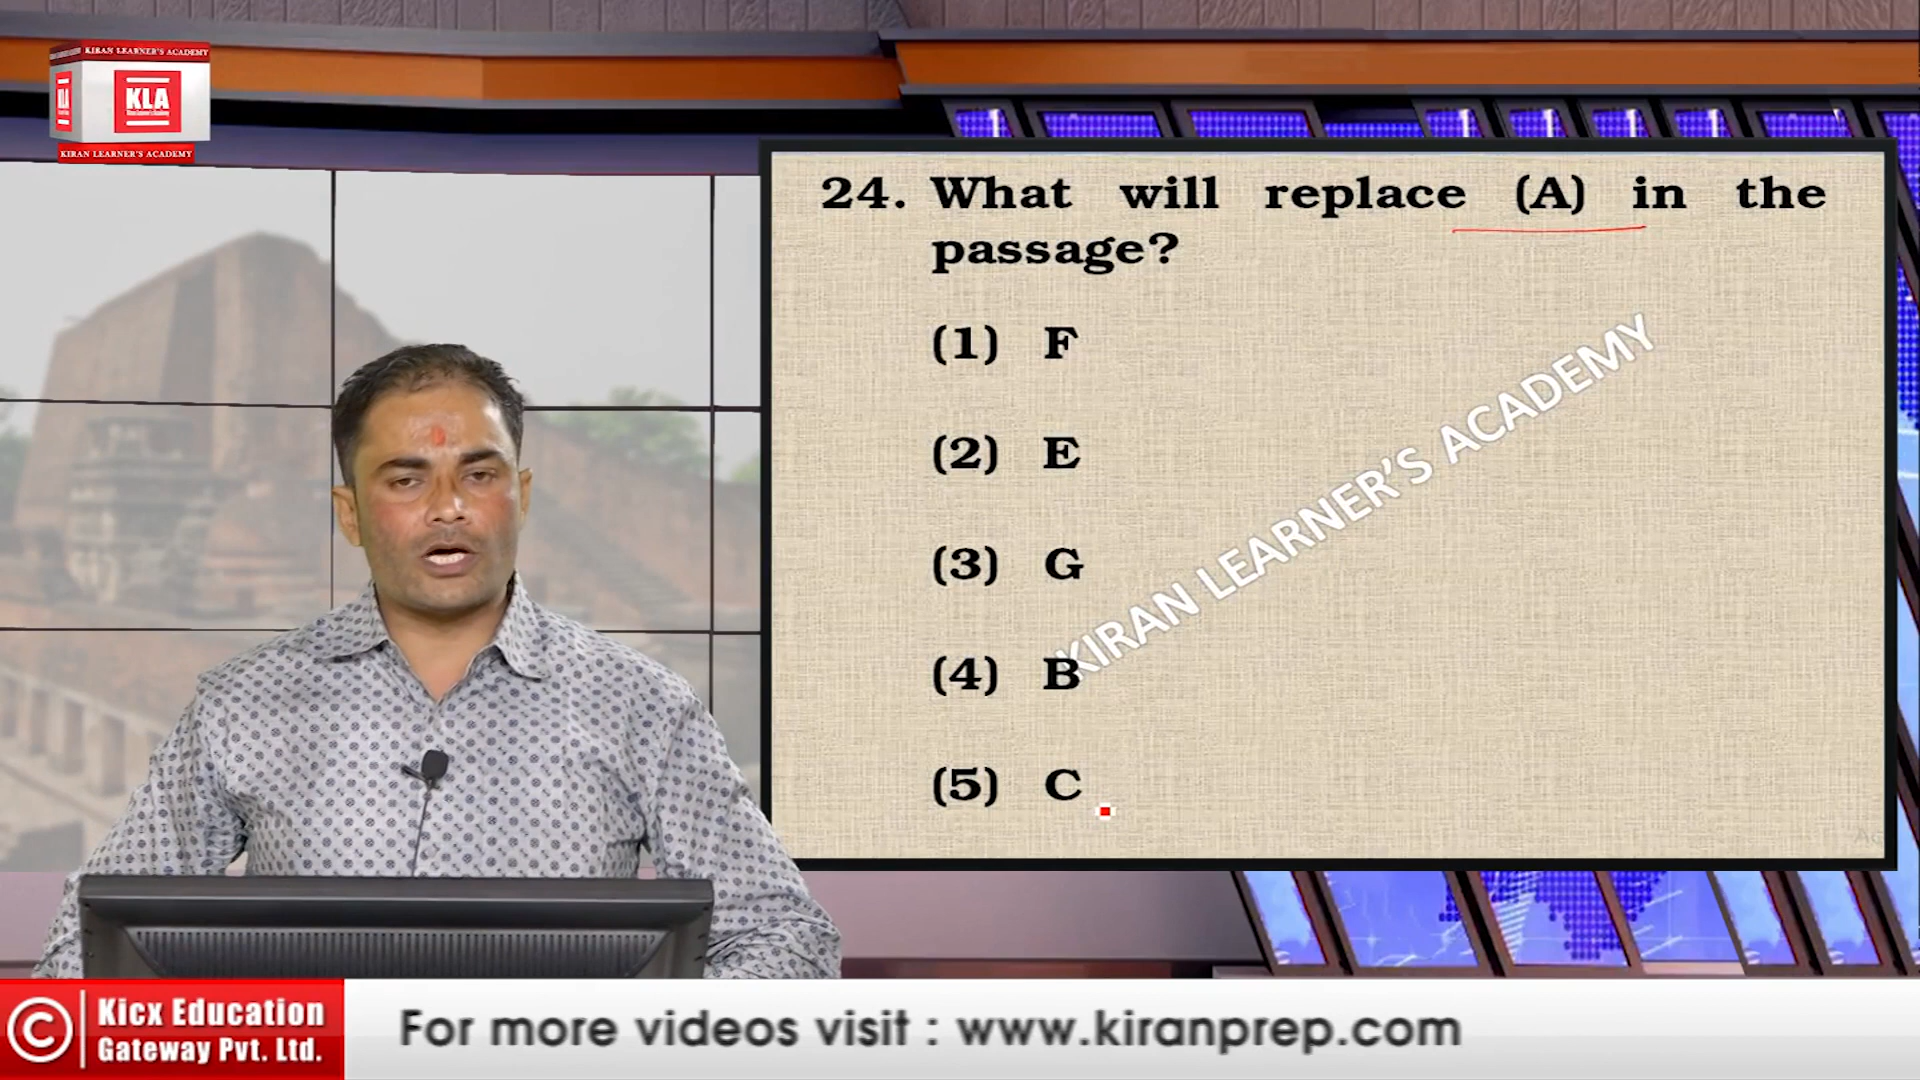 KIRAN LEARNER'S ACADEMY
KLA
KLA
KIRAN LEARNER'S ACADEMY
24. What will replace (A) in the
passage?
(1) F
(2) E
(3) G
(4) B
(5) C
KIRAN LEARNER'S ACADEMY
© Kicx Education
Gateway Pvt. Ltd.
For more videos visit : www.kiranprep.com